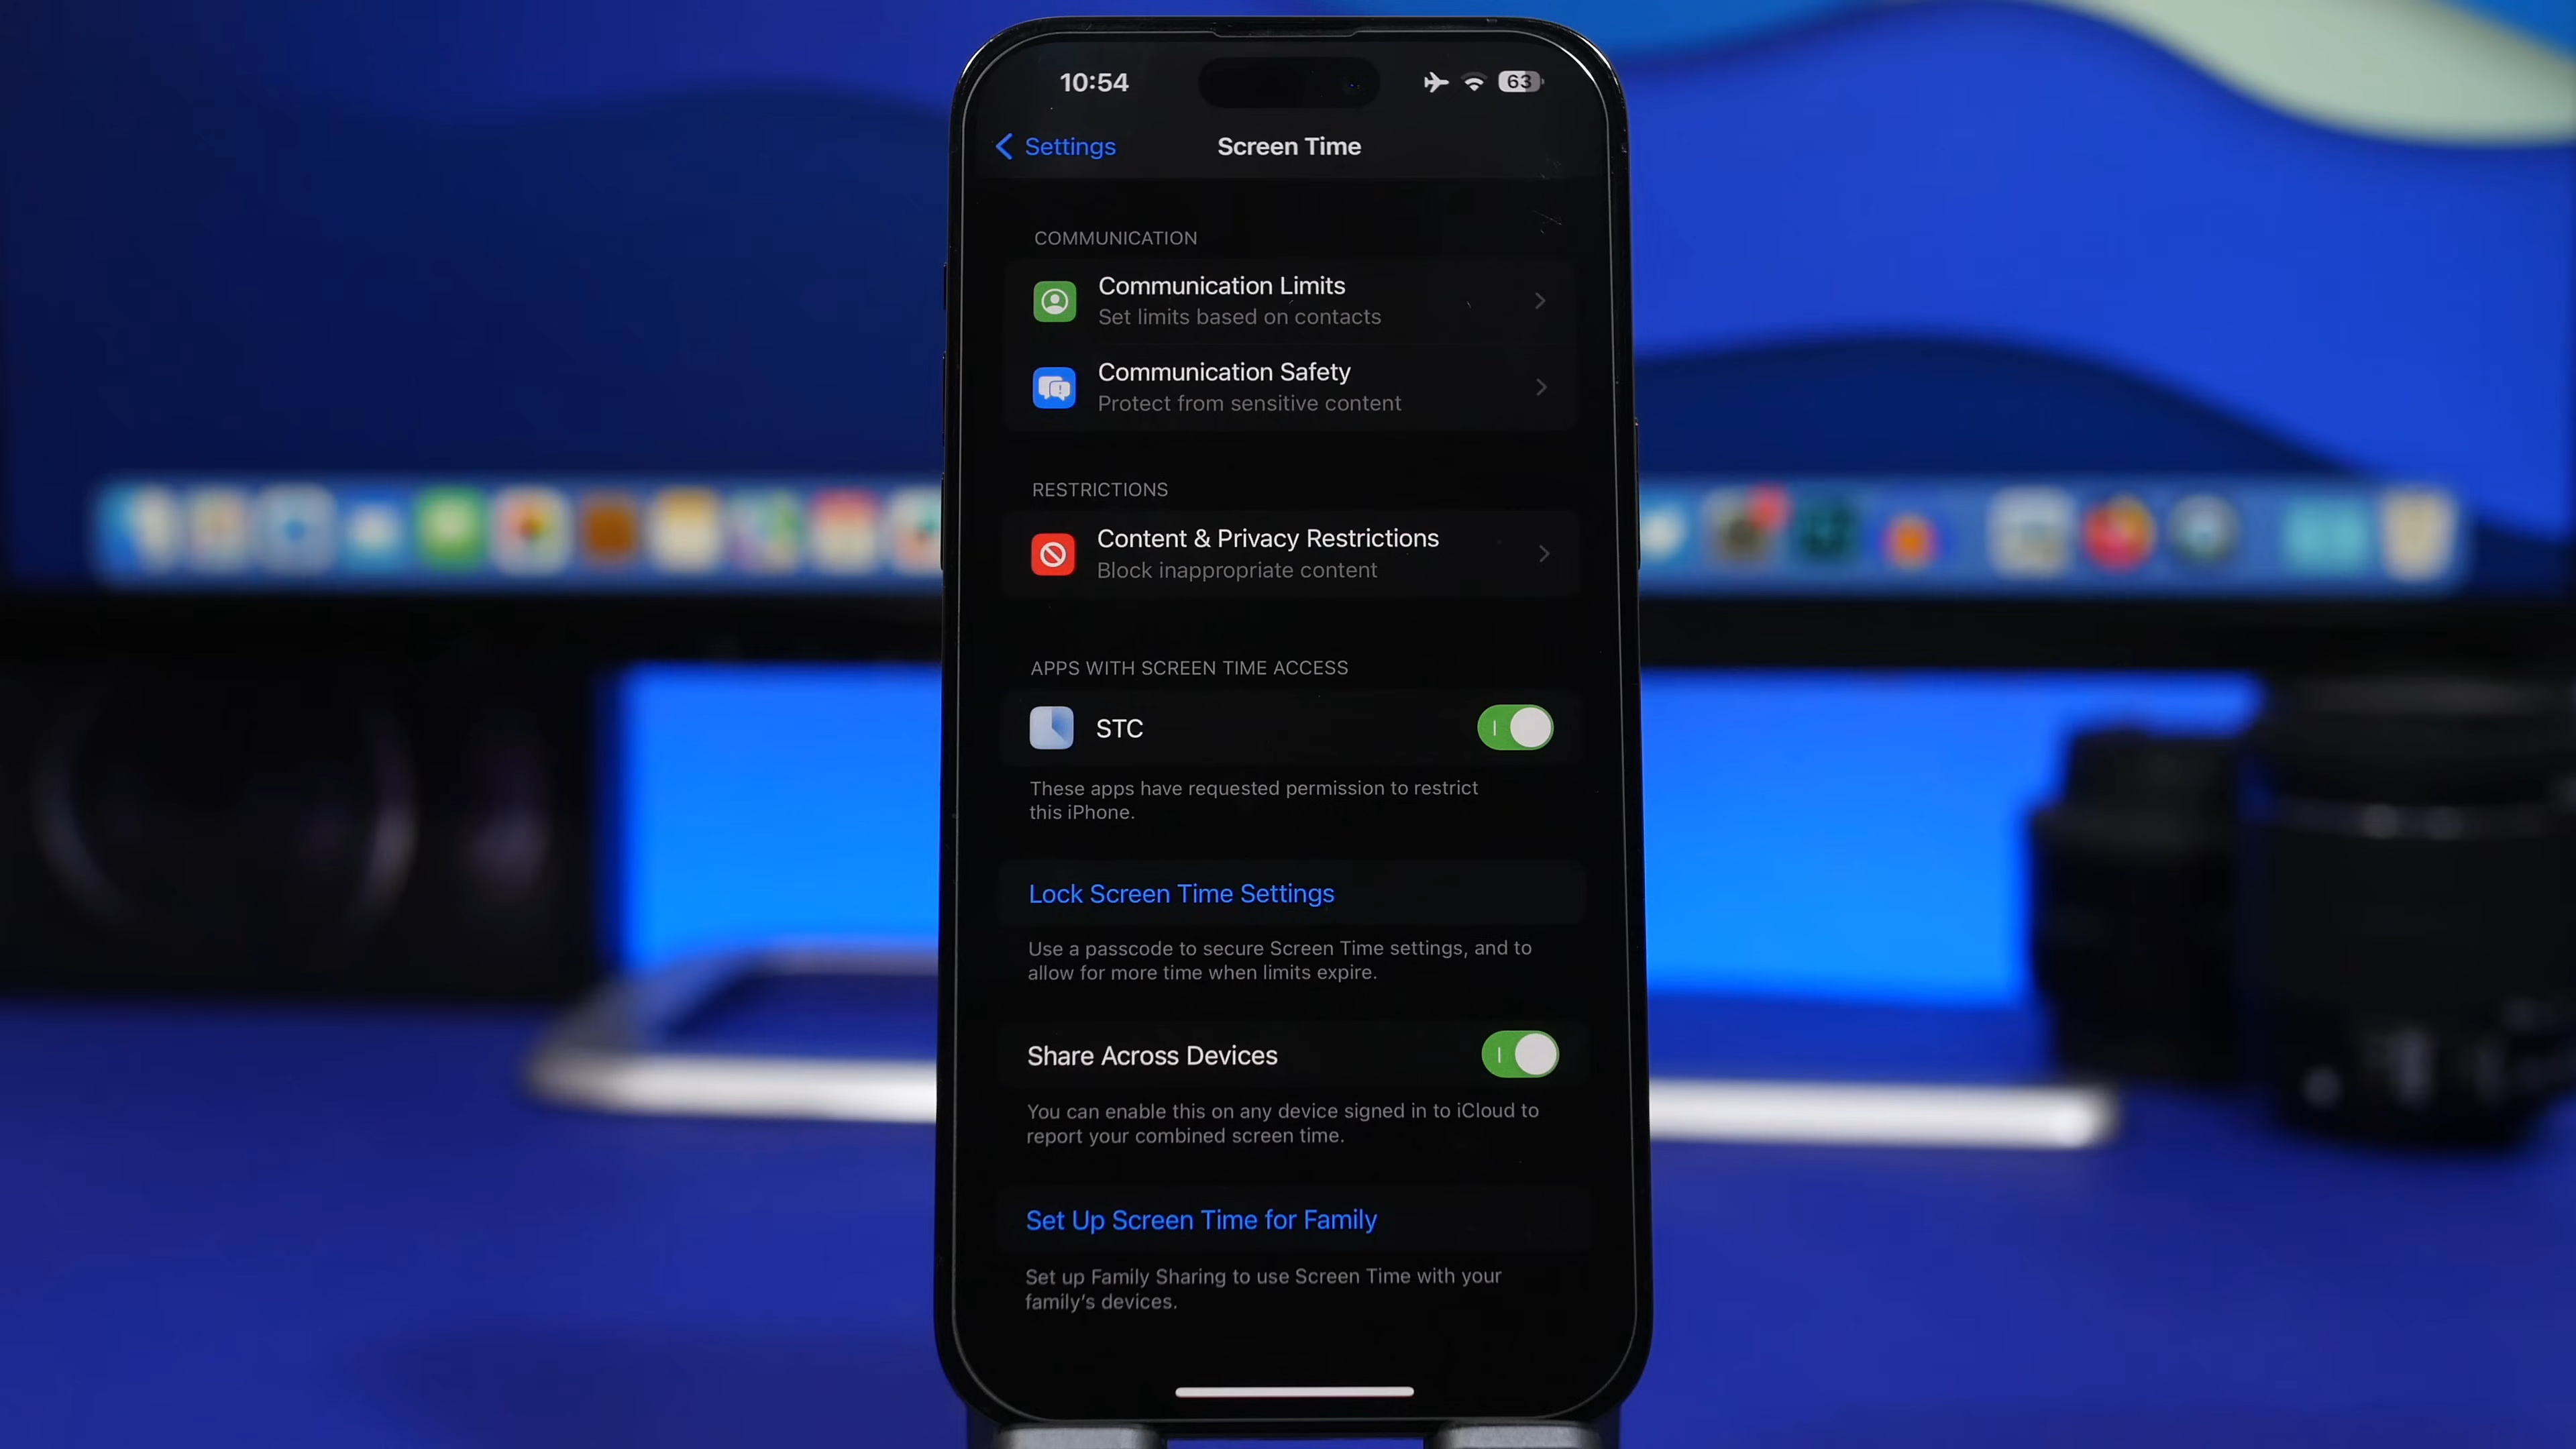 10:54
63
Settings
Screen Time
COMMUNICATION
Communication Limits
Set limits based on contacts
Communication Safety
Protect from sensitive content
RESTRICTIONS
Content & Privacy Restrictions
Block inappropriate content
APPS WITH SCREEN TIME ACCESS
STC
These apps have requested permission to restrict
this iPhone.
Lock Screen Time Settings
Use a passcode to secure Screen Time settings, and to
allow for more time when limits expire.
Share Across Devices
You can enable this on any device signed in to iCloud to
report your combined screen time.
Set Up Screen Time for Family
Set up Family Sharing to use Screen Time with your
family’s devices.